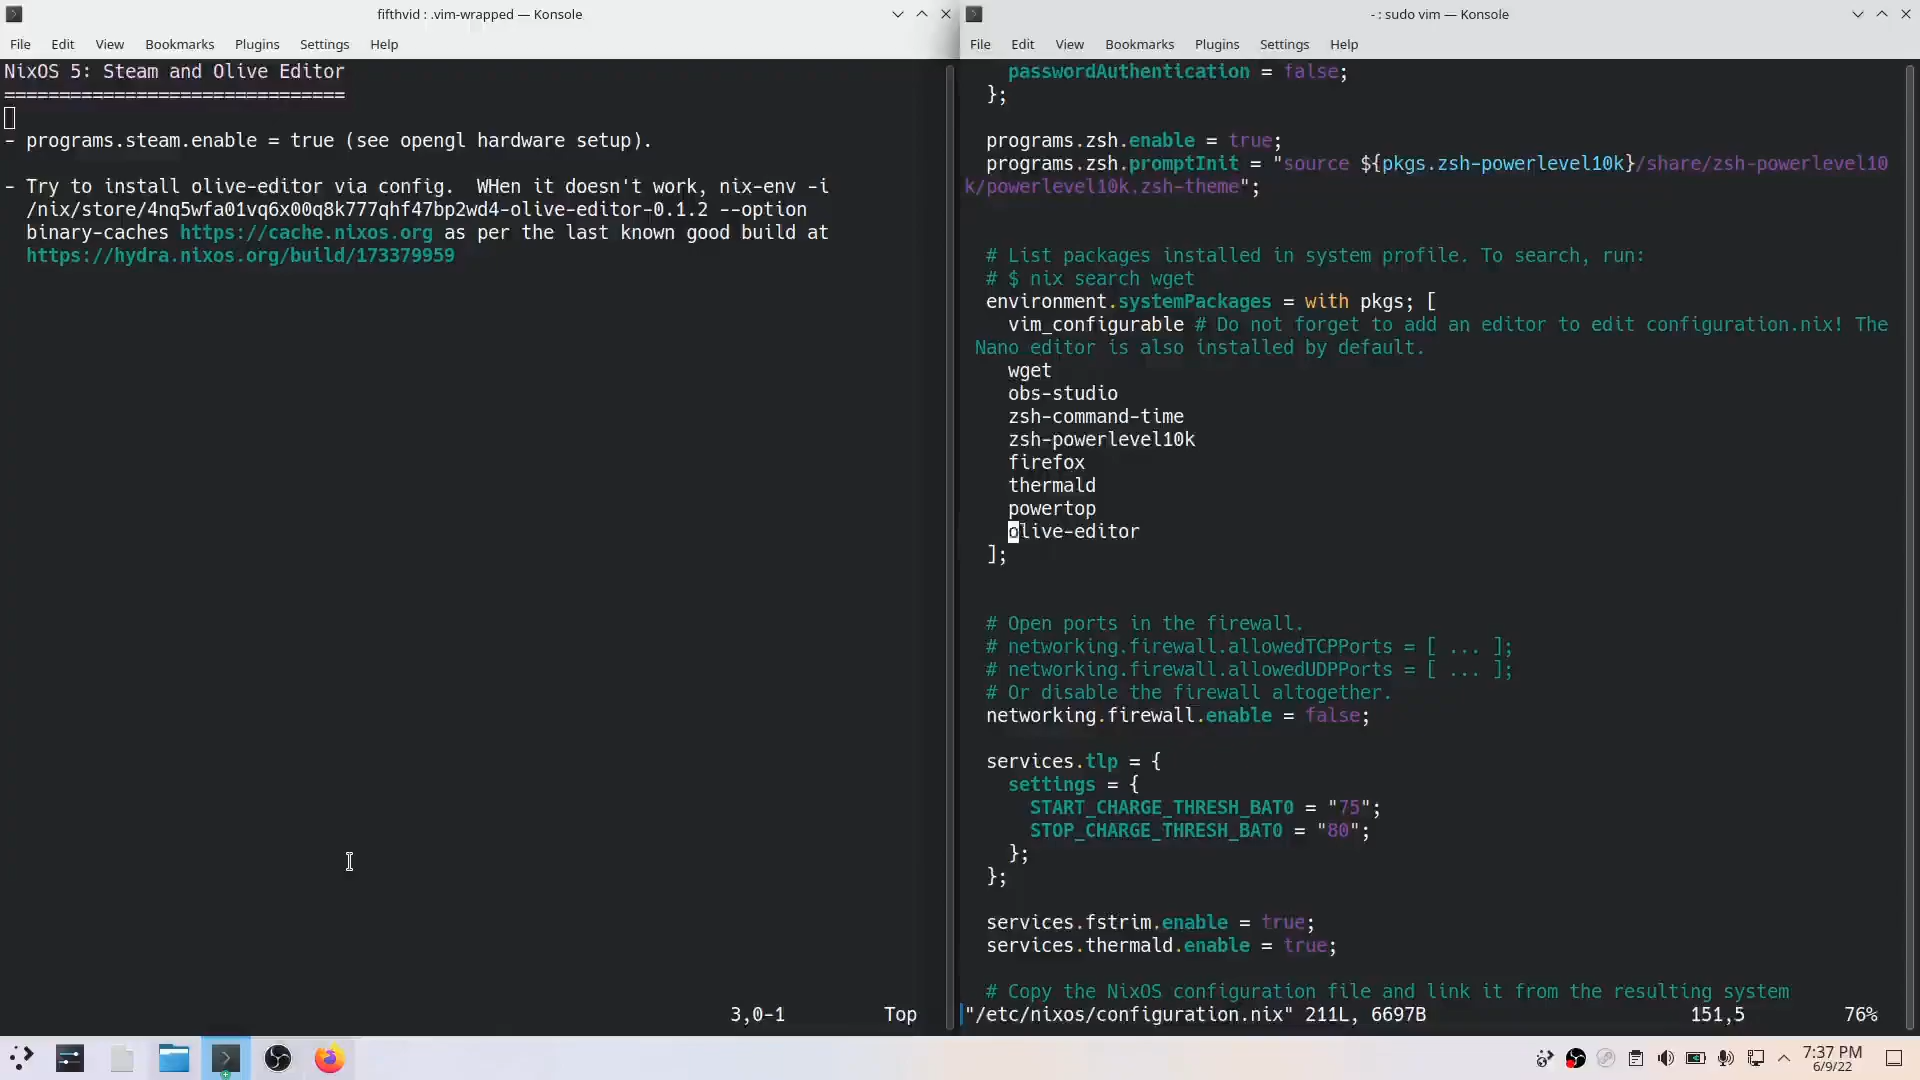 fifthvid : .vim-wrapped — Konsole
File Edit View Bookmarks Plugins Settings Help
NixOS 5: Steam and Olive Editor
===============================
- programs.steam.enable = true (see opengl hardware setup).
- Try to install olive-editor via config.  WHen it doesn't work, nix-env -i
/nix/store/4nq5wfa01vq6x00q8k777qhf47bp2wd4-olive-editor-0.1.2 --option
binary-caches https://cache.nixos.org as per the last known good build at
https://hydra.nixos.org/build/173379959
3,0-1 Top
- : sudo vim — Konsole
File Edit View Bookmarks Plugins Settings Help
passwordAuthentication = false;
};
programs.zsh.enable = true;
programs.zsh.promptInit = "source ${pkgs.zsh-powerlevel10k}/share/zsh-powerlevel10
k/powerlevel10k.zsh-theme";
# List packages installed in system profile. To search, run:
# $ nix search wget
environment.systemPackages = with pkgs; [
vim_configurable # Do not forget to add an editor to edit configuration.nix! The
Nano editor is also installed by default.
wget
obs-studio
zsh-command-time
zsh-powerlevel10k
firefox
thermald
powertop
olive-editor
];
# Open ports in the firewall.
# networking.firewall.allowedTCPPorts = [ ... ];
# networking.firewall.allowedUDPPorts = [ ... ];
# Or disable the firewall altogether.
networking.firewall.enable = false;
services.tlp = {
settings = {
START_CHARGE_THRESH_BAT0 = "75";
STOP_CHARGE_THRESH_BAT0 = "80";
};
};
services.fstrim.enable = true;
services.thermald.enable = true;
# Copy the NixOS configuration file and link it from the resulting system
"/etc/nixos/configuration.nix" 211L, 6697B 151,5 76%
7:37 PM
6/9/22